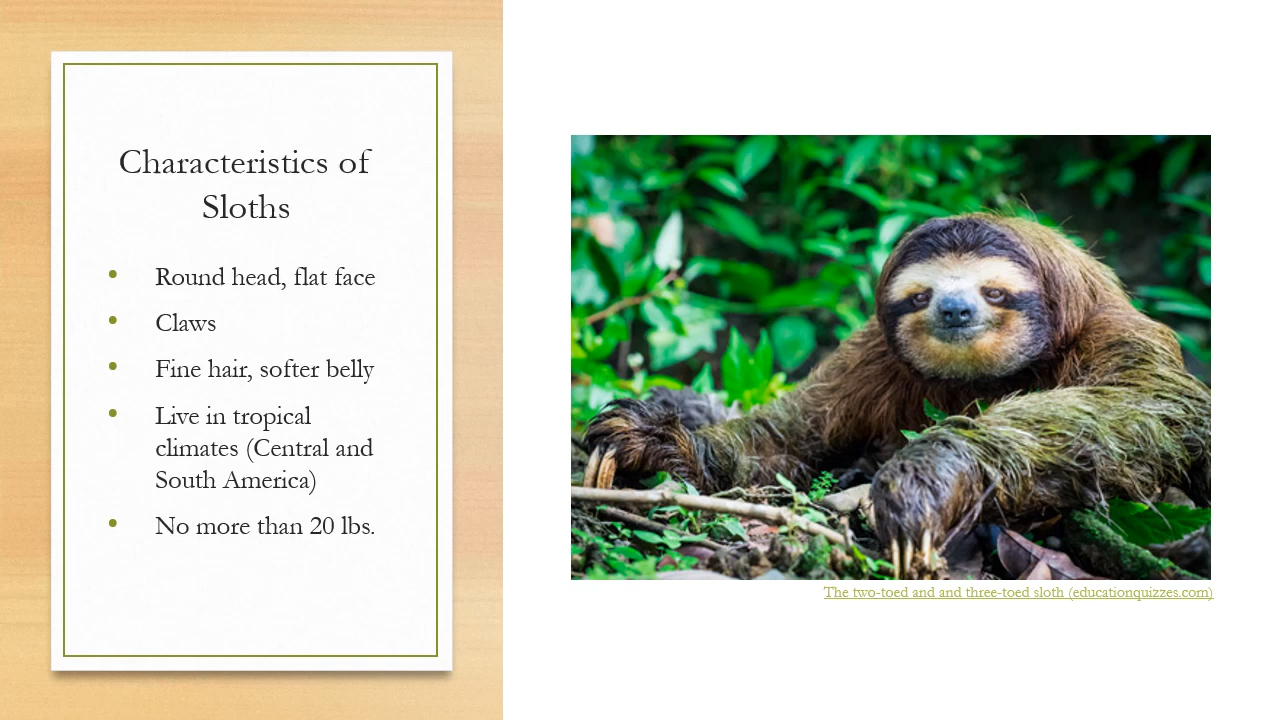 Characteristics of
Sloths
• Round head, flat face
• Claws
• Fine hair, softer belly
• Live in tropical
climates (Central and
South America)
• No more than 20 lbs.
The two-toed and and three-toed sloth (educationquizzes.com)